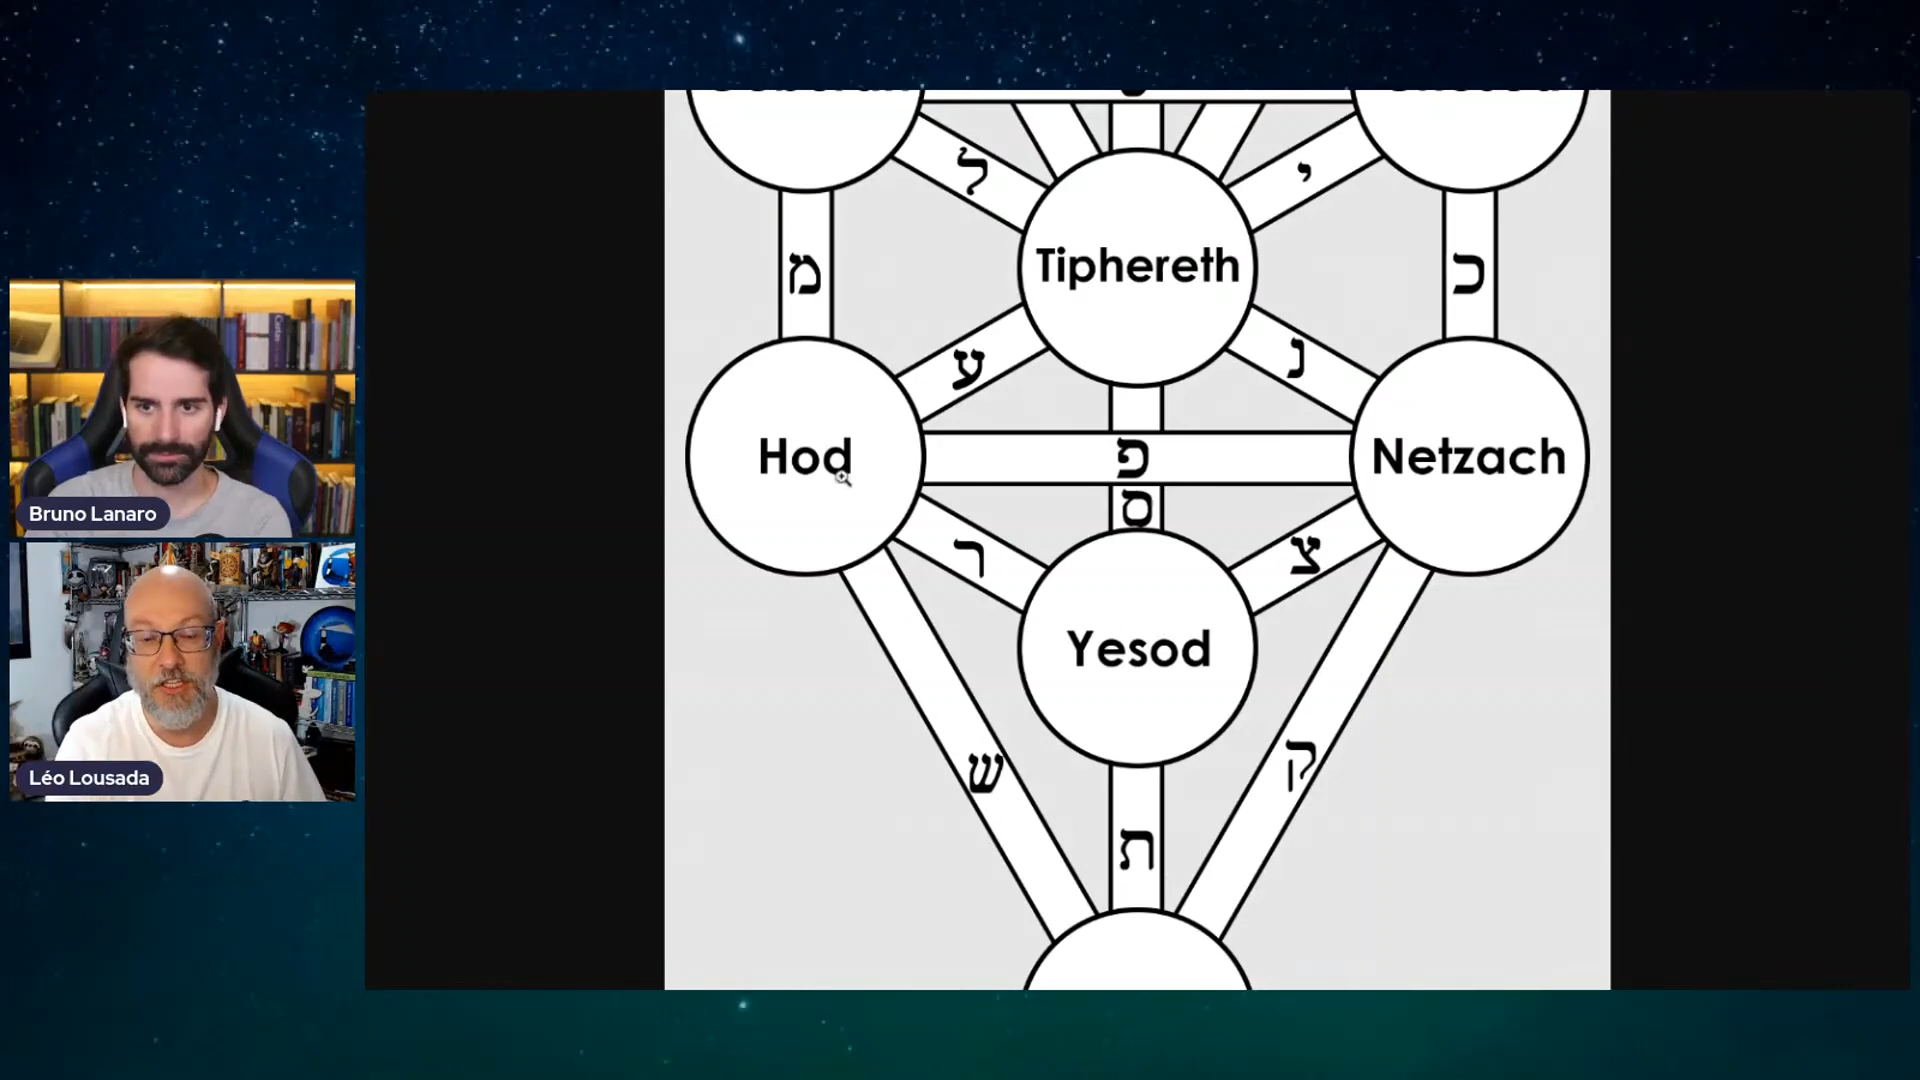 ל
י
Tiphereth
מ
כ
ע
נ
Hod
פ
Netzach
ס
ר
צ
Yesod
ש
ק
ת
Bruno Lanaro
Léo Lousada